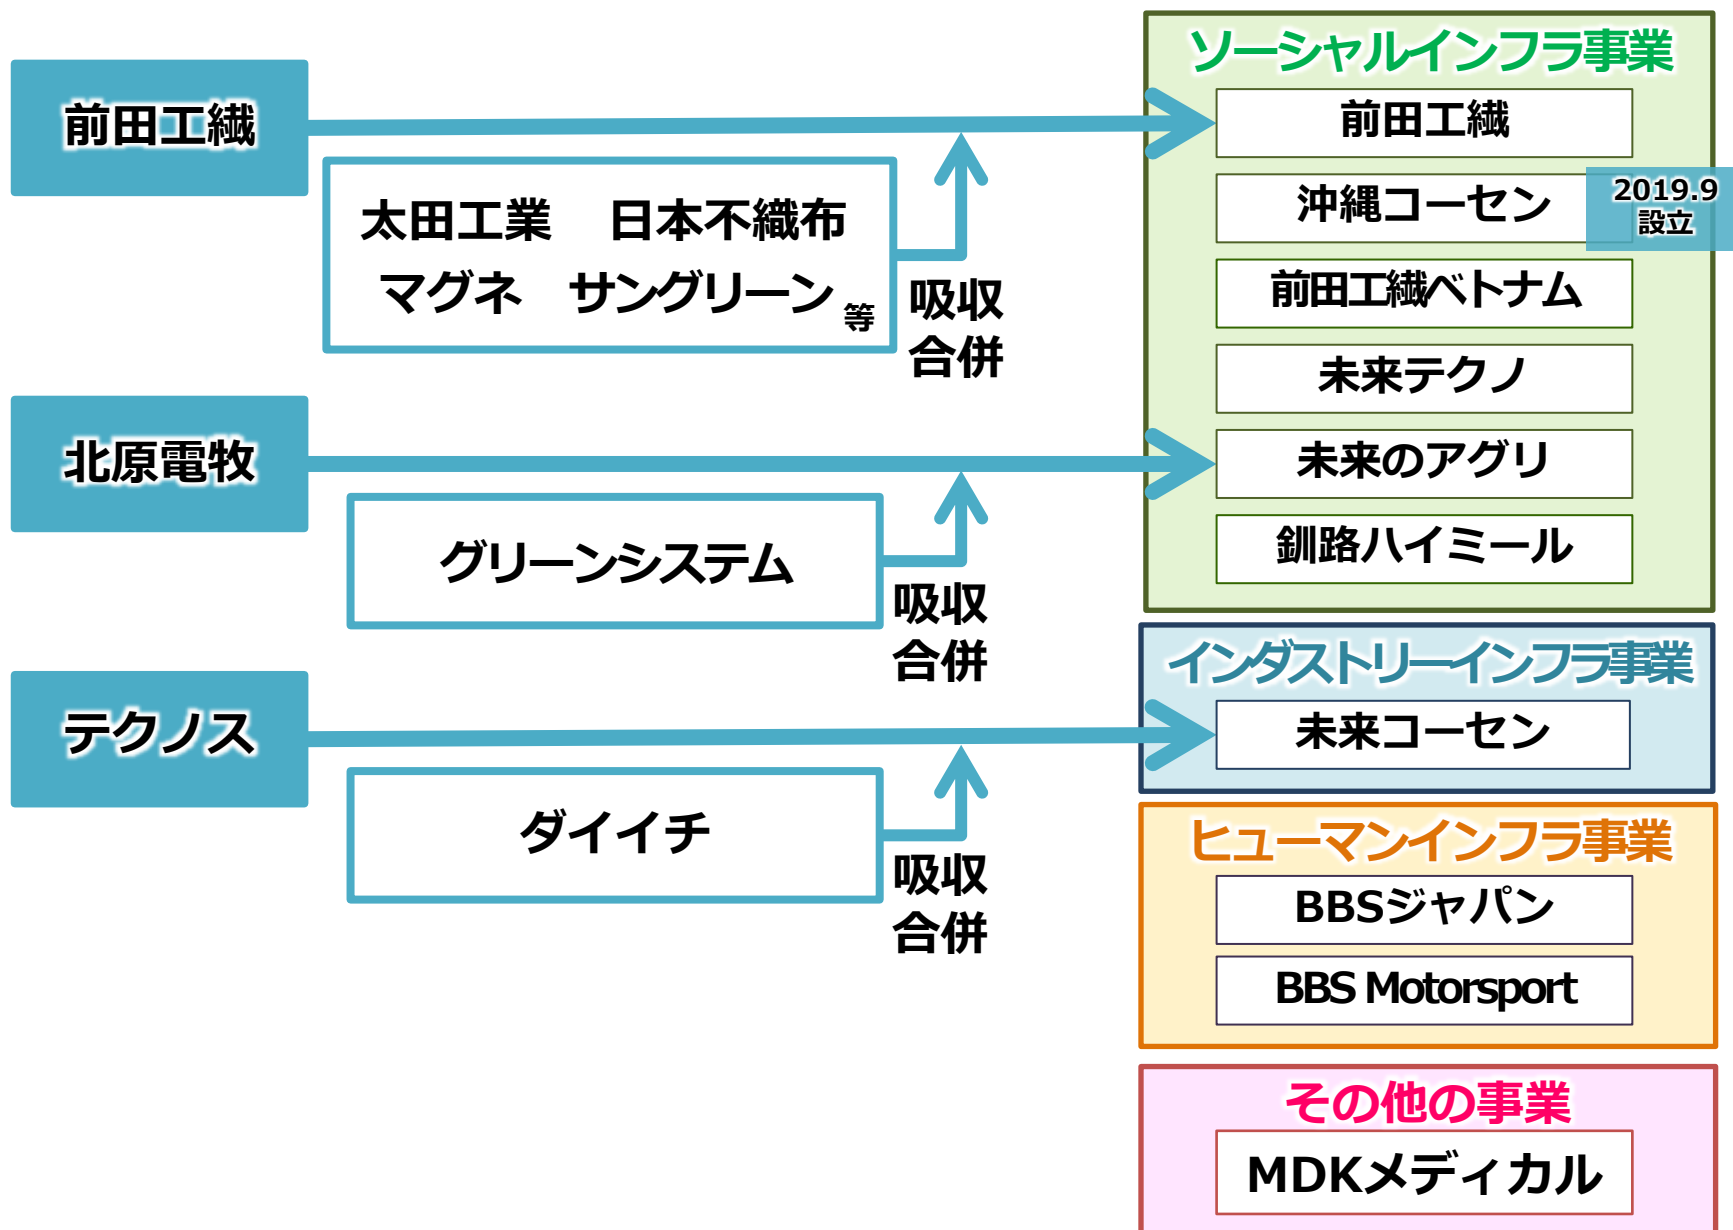 前田工繊
太田工業　日本不織布
マグネ　サングリーン 等
吸収
合併
北原電牧
グリーンシステム
吸収
合併
テクノス
ダイイチ
吸収
合併
ソーシャルインフラ事業
前田工繊
沖縄コーセン
2019.9
設立
前田工繊ベトナム
未来テクノ
未来のアグリ
釧路ハイミール
インダストリーインフラ事業
未来コーセン
ヒューマンインフラ事業
BBSジャパン
BBS Motorsport
その他の事業
MDKメディカル